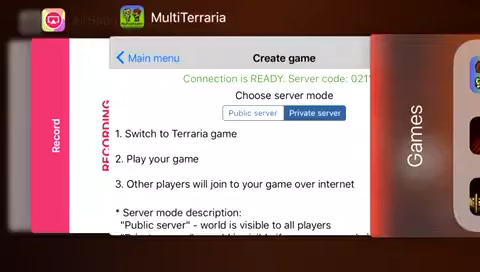 MultiTerraria
Main menu
Create game
Connection is READY. Server code: 021
Choose server mode
Public server
Private server
1. Switch to Terraria game
2. Play your game
3. Other players will join to your game over internet
* Server mode description:
"Public server" - world is visible to all players
Record
RECORDING
Games